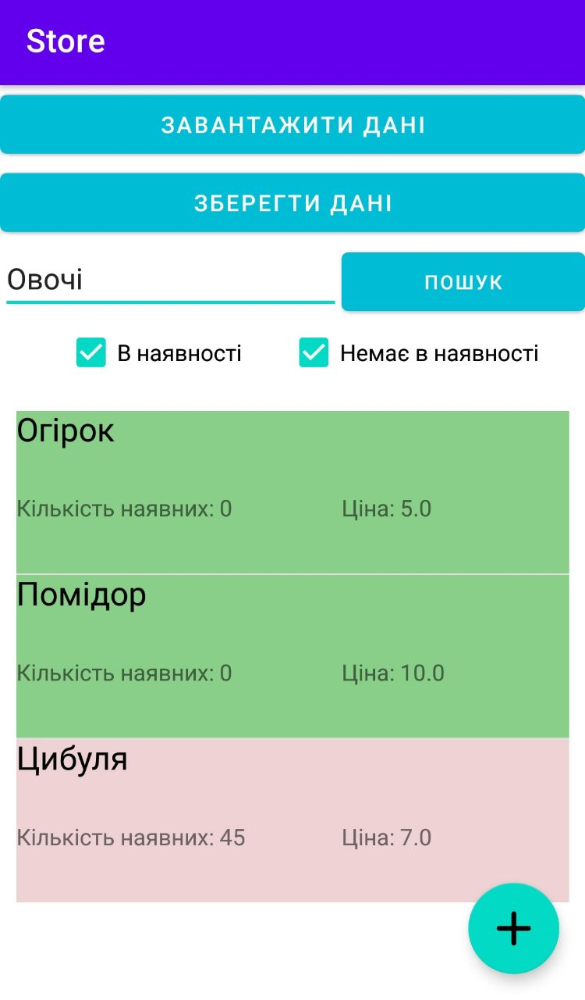 Store
ЗАВАНТАЖИТИ ДАНІ
ЗБЕРЕГТИ ДАНІ
Овочі ПОШУК
В наявності Немає в наявності
Огірок
Кількість наявних: 0 Ціна: 5.0
Помідор
Кількість наявних: 0 Ціна: 10.0
Цибуля
Кількість наявних: 45 Ціна: 7.0